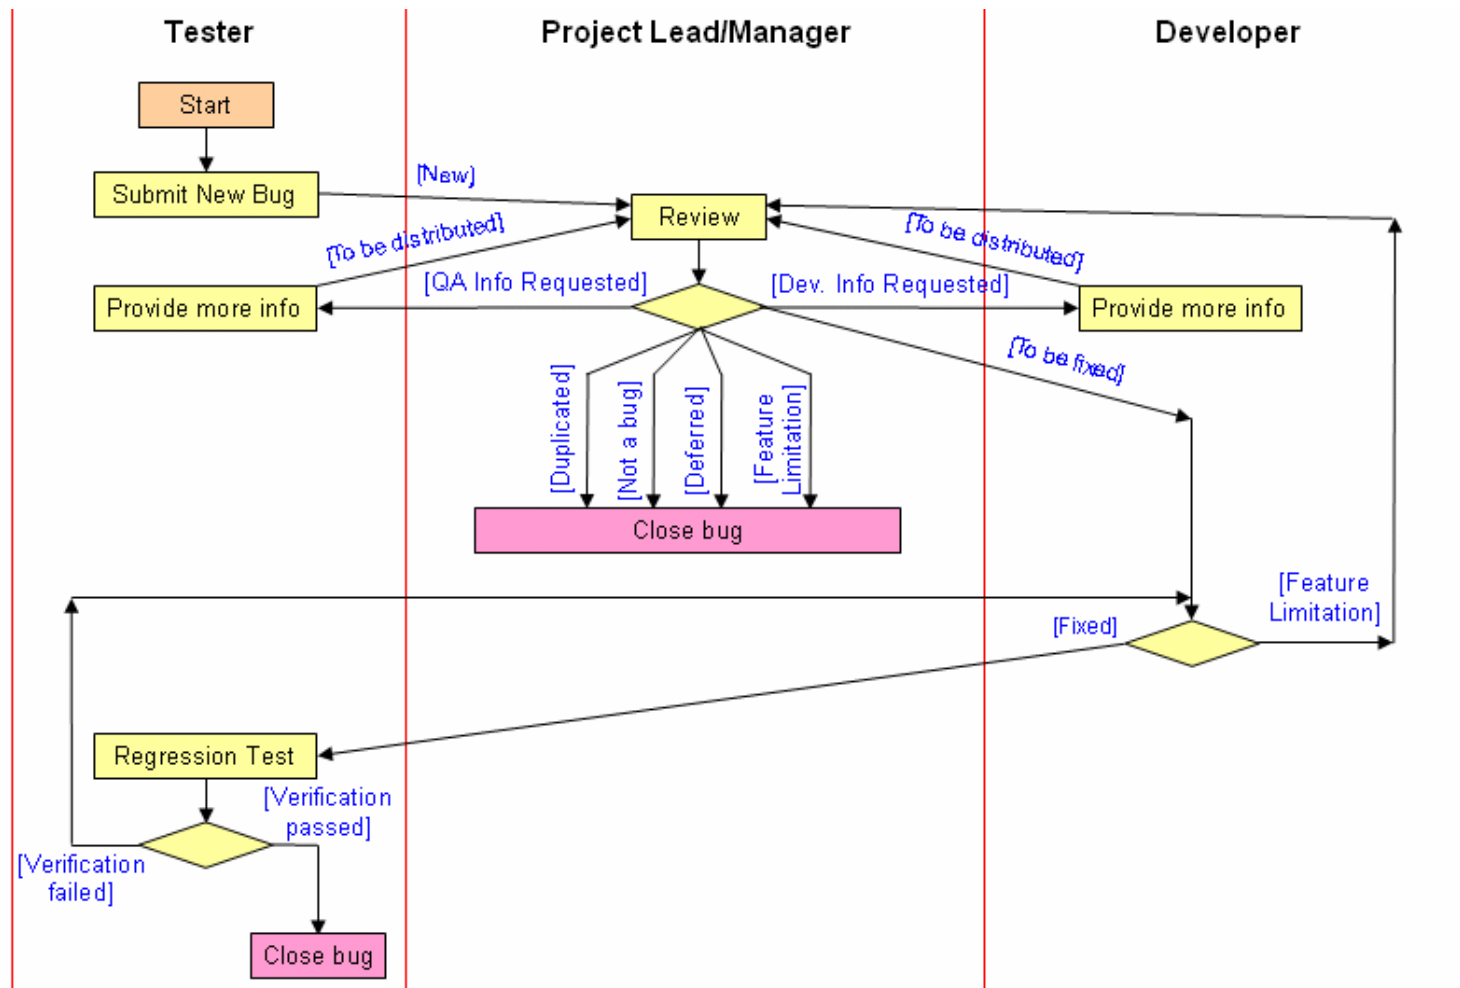 Tester
Project Lead/Manager
Developer
Start
Submit New Bug
[New]
Review
[To be distributed]
[To be distributed]
[QA Info Requested]
[Dev. Info Requested]
Provide more info
Provide more info
[To be fixed]
[Duplicated]
[Not a bug]
[Deferred]
[Feature
Limitation]
Close bug
[Feature
Limitation]
[Fixed]
Regression Test
[Verification
passed]
[Verification
failed]
Close bug